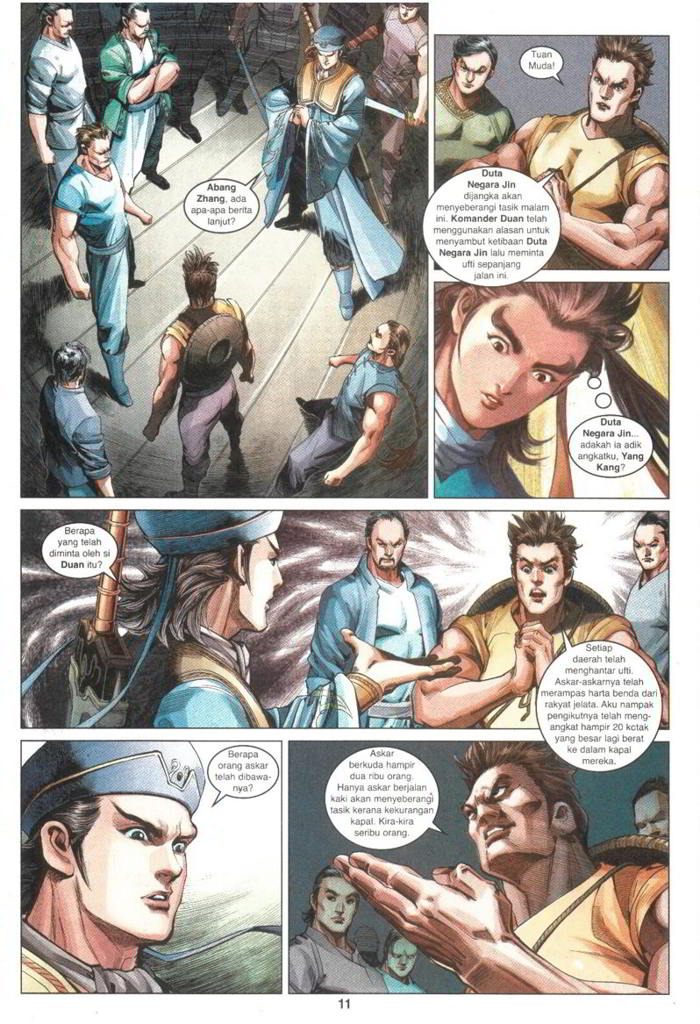 Abang
Zhang, ada
apa-apa berita
lanjut?
Tuan
Muda!
Duta
Negara Jin
dijangka akan
menyeberangi tasik malam
ini. Komander Duan telah
menggunakan alasan untuk
menyambut ketibaan Duta
Negara Jin lalu meminta
ufti sepanjang
jalan ini.
Duta
Negara Jin...
adakah ia adik
angkatku, Yang
Kang?
Berapa
yang telah
diminta oleh si
Duan itu?
Setiap
daerah telah
menghantar ufti.
Askar-askarnya telah
merampas harta benda dari
rakyat jelata. Aku nampak
pengikutnya telah meng-
angkat hampir 20 kotak
yang besar lagi berat
ke dalam kapal
mereka.
Berapa
orang askar
telah dibawa-
nya?
Askar
berkuda hampir
dua ribu orang.
Hanya askar berjalan
kaki akan menyeberangi
tasik kerana kekurangan
kapal. Kira-kira
seribu orang.
11